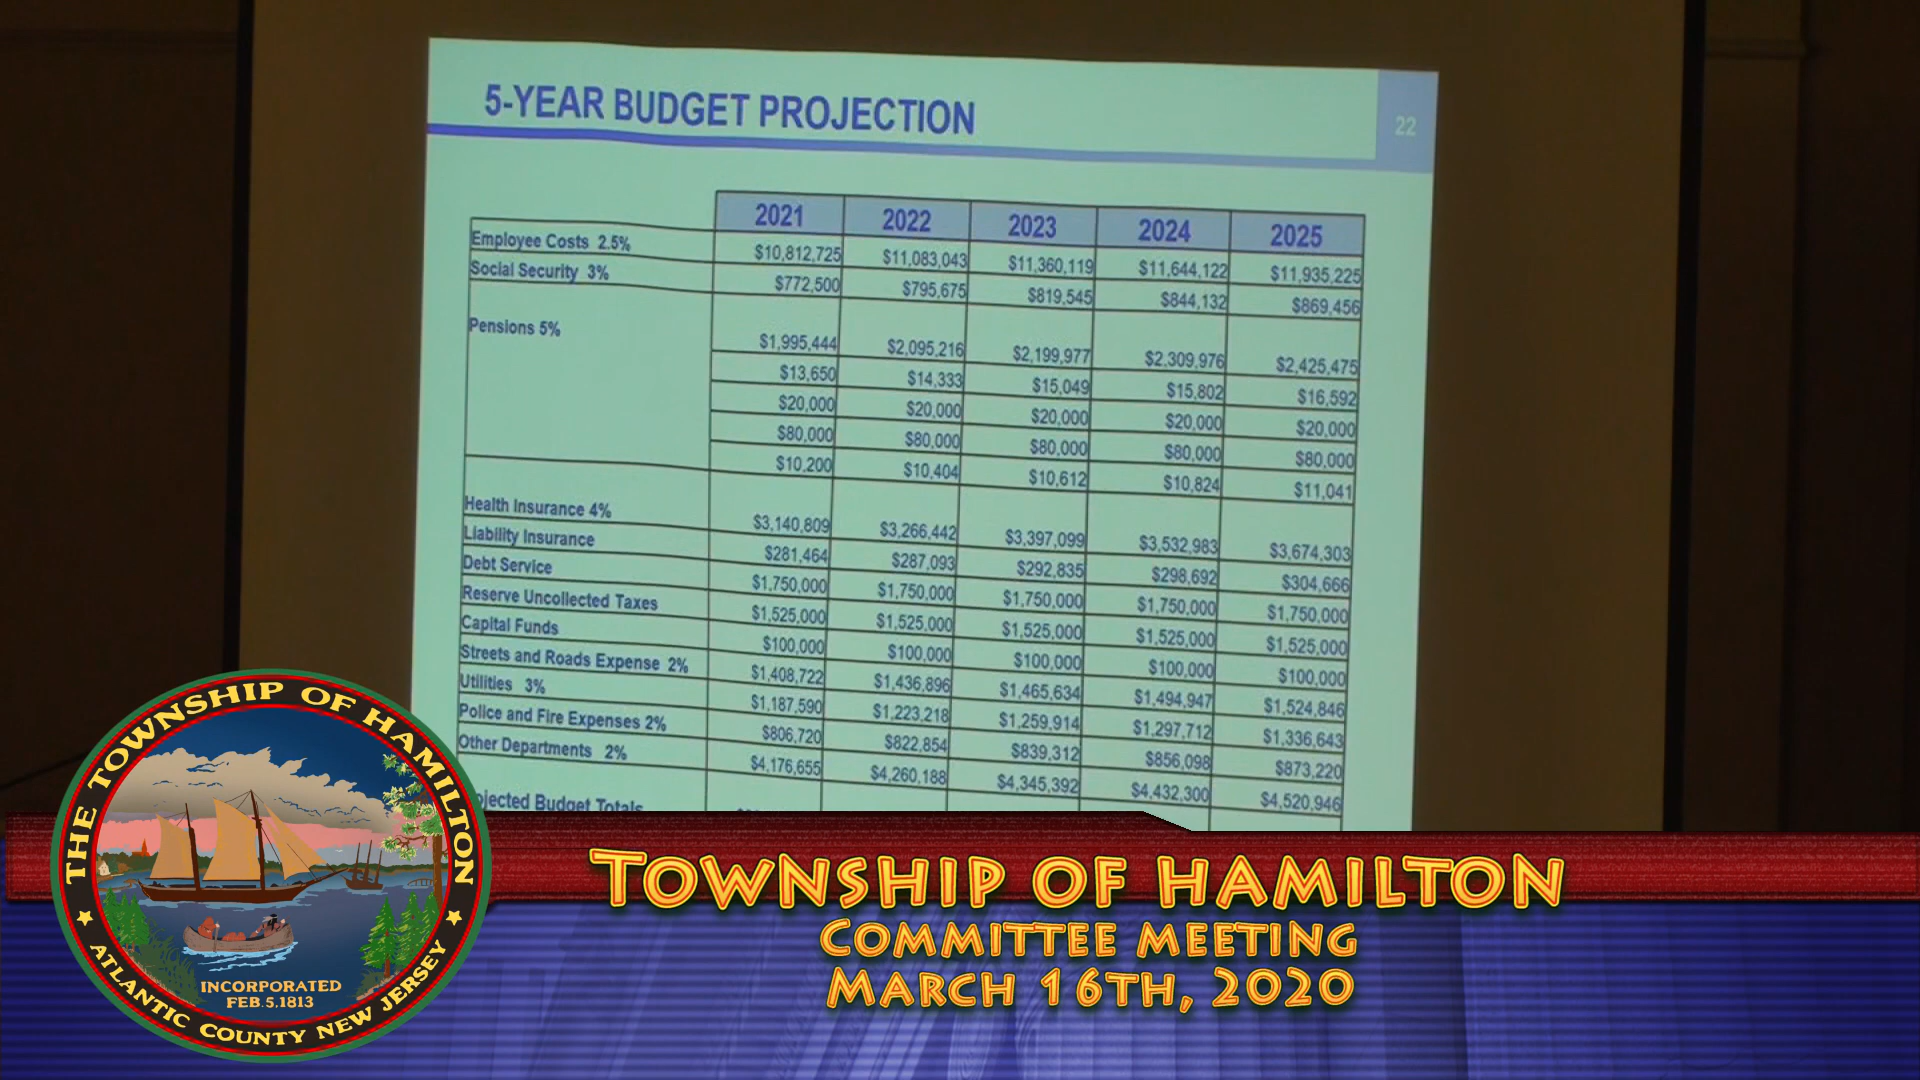 5-YEAR BUDGET PROJECTION
22
2021 2022 2023 2024 2025
Employee Costs 2.5% $10,812,725 $11,083,043 $11,360,119 $11,644,122 $11,935,225
Social Security 3% $772,500 $795,675 $819,545 $844,132 $869,456
Pensions 5% $1,995,444 $2,095,216 $2,199,977 $2,309,976 $2,425,475
$13,650 $14,333 $15,049 $15,802 $16,592
$20,000 $20,000 $20,000 $20,000 $20,000
$80,000 $80,000 $80,000 $80,000 $80,000
$10,200 $10,404 $10,612 $10,824 $11,041
Health Insurance 4% $3,140,809 $3,266,442 $3,397,099 $3,532,983 $3,674,303
Liability Insurance $281,464 $287,093 $292,835 $298,692 $304,666
Debt Service $1,750,000 $1,750,000 $1,750,000 $1,750,000 $1,750,000
Reserve Uncollected Taxes $1,525,000 $1,525,000 $1,525,000 $1,525,000 $1,525,000
Capital Funds $100,000 $100,000 $100,000 $100,000 $100,000
Streets and Roads Expense 2% $1,408,722 $1,436,896 $1,465,634 $1,494,947 $1,524,846
Utilities 3% $1,187,590 $1,223,218 $1,259,914 $1,297,712 $1,336,643
Police and Fire Expenses 2% $806,720 $822,854 $839,312 $856,098 $873,220
Other Departments 2% $4,176,655 $4,260,188 $4,345,392 $4,432,300 $4,520,946
jected Budget Totals
THE TOWNSHIP OF HAMILTON
INCORPORATED
FEB.5.1813
ATLANTIC COUNTY NEW JERSEY
TOWNSHIP OF HAMILTON
COMMITTEE MEETING
MARCH 16TH, 2020